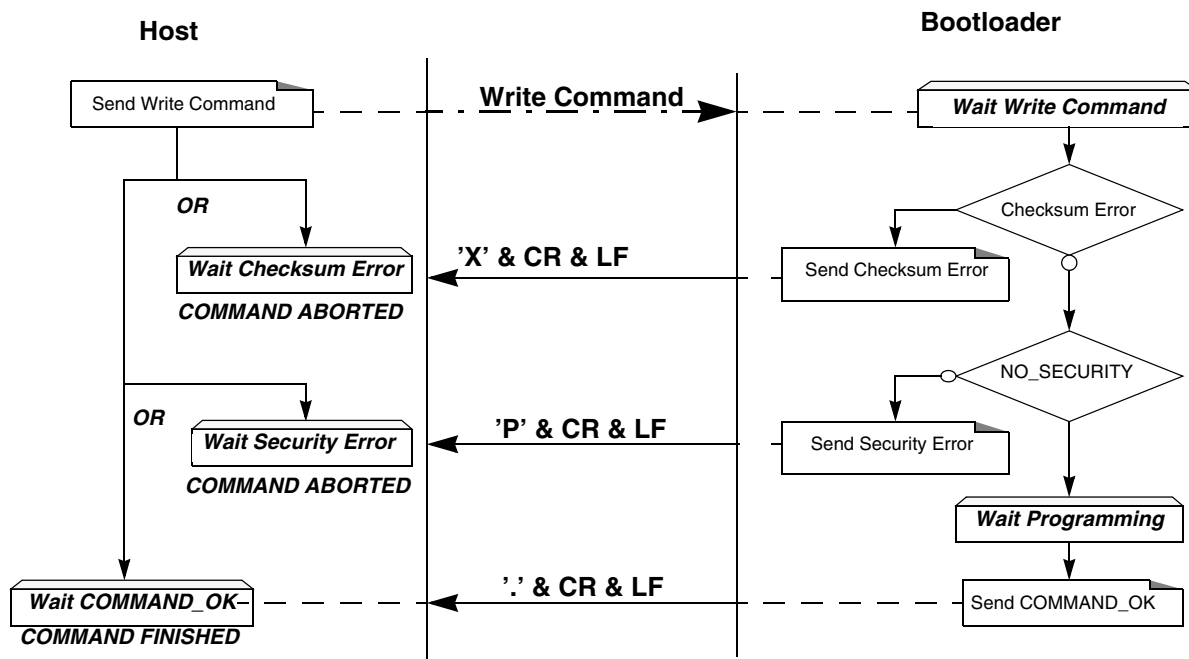 Host
Bootloader
Send Write Command
Write Command
Wait Write Command
OR
Checksum Error
Wait Checksum Error
’X’ & CR & LF
Send Checksum Error
COMMAND ABORTED
NO_SECURITY
OR
Wait Security Error
’P’ & CR & LF
Send Security Error
COMMAND ABORTED
Wait Programming
Wait COMMAND_OK
’.’ & CR & LF
Send COMMAND_OK
COMMAND FINISHED